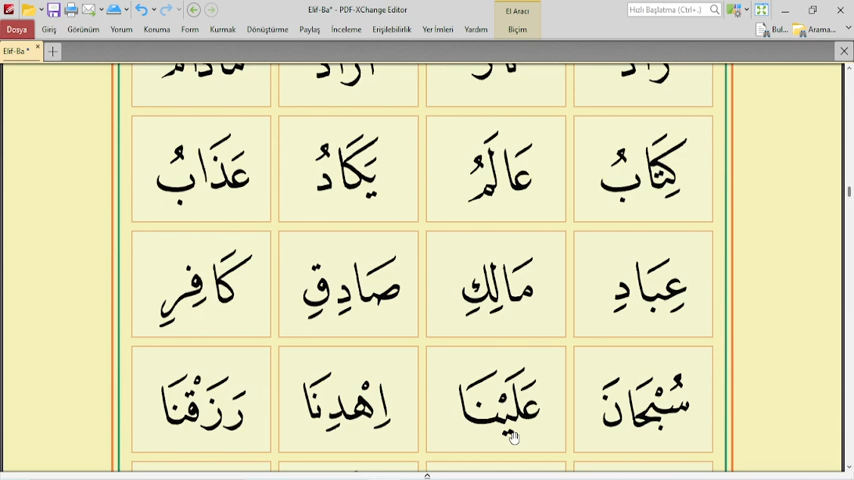 Elif-Ba* - PDF-XChange Editor
El Aracı
Hızlı Başlatma (Ctrl+.)
Dosya Giriş Görünüm Yorum Koruma Form Kurmak Dönüştürme Paylaş İnceleme Erişilebilirlik Yer İmleri Yardım Biçim
Bul... Arama...
Elif-Ba *
كِتَابُ عَالَمُ يَكَادُ عَذَابُ
عِبَادِ مَالِكِ صَادِقِ كَافِرِ
سُبْحَانَ عَلَيْنَا اِهْدِنَا رَزَقْنَا